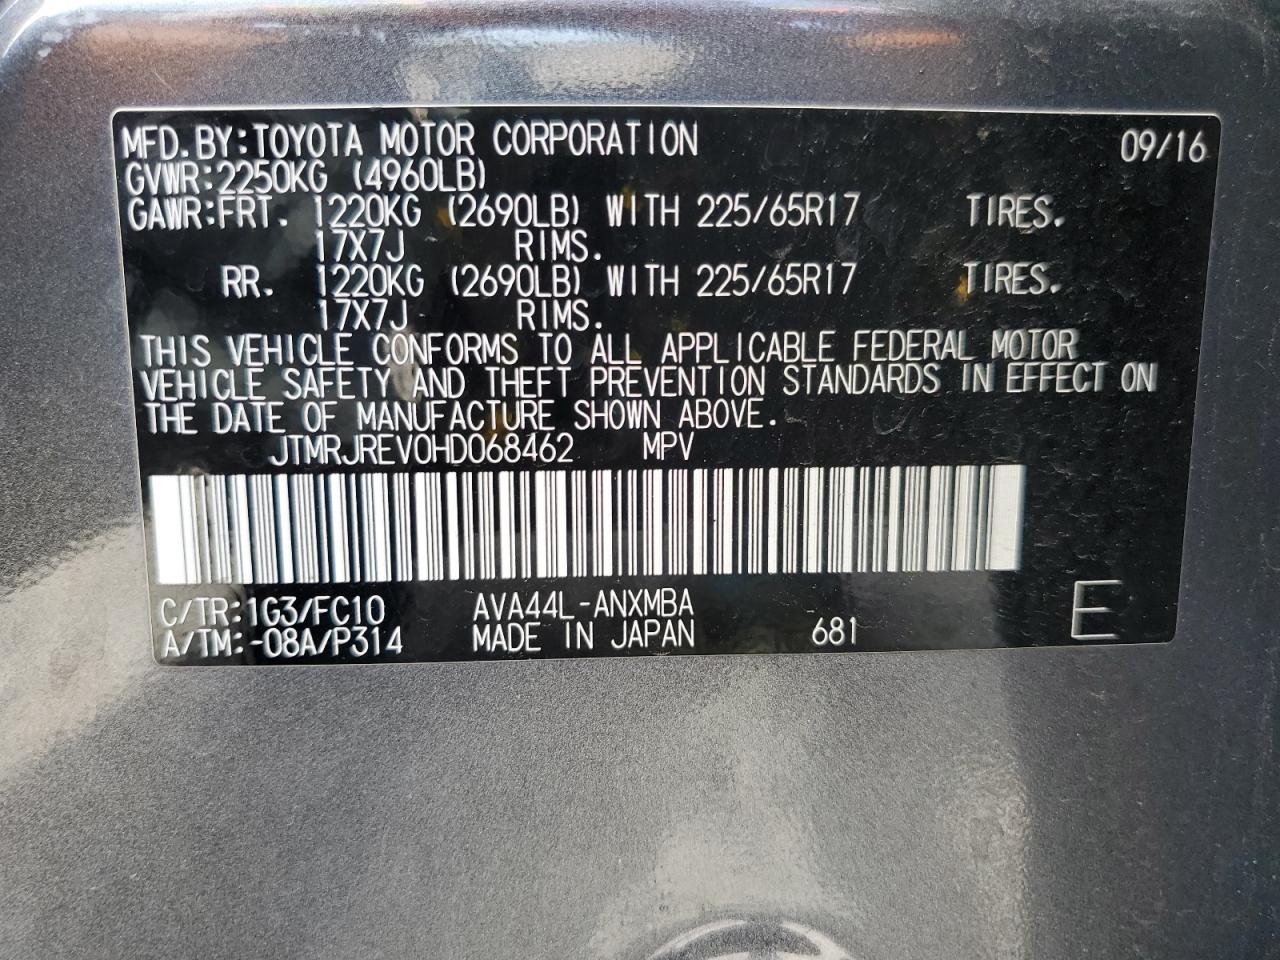 MFD.BY:TOYOTA MOTOR CORPORATION 09/16
GVWR:2250KG (4960LB)
GAWR:FRT. 1220KG (2690LB) WITH 225/65R17 TIRES.
17X7J RIMS.
RR. 1220KG (2690LB) WITH 225/65R17 TIRES.
17X7J RIMS.
THIS VEHICLE CONFORMS TO ALL APPLICABLE FEDERAL MOTOR
VEHICLE SAFETY AND THEFT PREVENTION STANDARDS IN EFFECT ON
THE DATE OF MANUFACTURE SHOWN ABOVE.
JTMRJREV0HD068462 MPV
C/TR:1G3/FC10 AVA44L-ANXMBA
A/TM:-08A/P314 MADE IN JAPAN 681 E